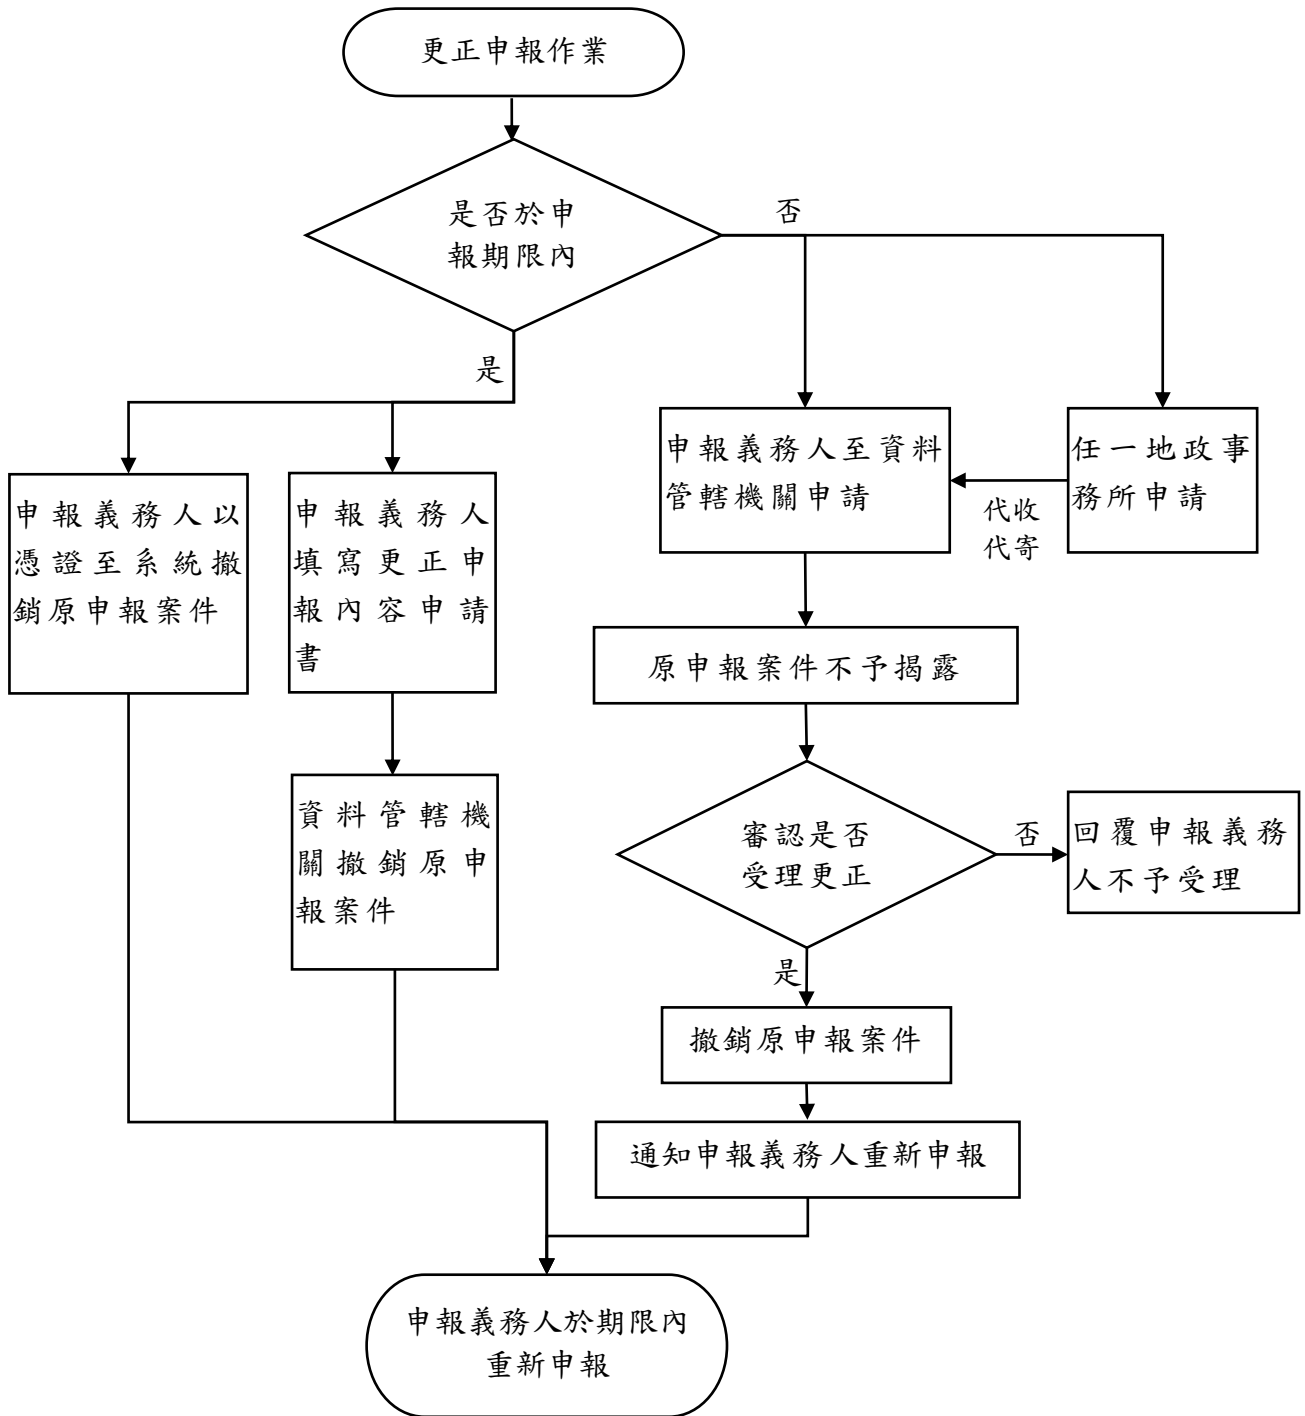 更正申報作業
是否於申
報期限內
否
是
申報義務人以
憑證至系統撤
銷原申報案件
申報義務人
填寫更正申
報內容申請
書
資料管轄機
關撤銷原申
報案件
申報義務人至資料
管轄機關申請
代收
代寄
任一地政事
務所申請
原申報案件不予揭露
審認是否
受理更正
否
回覆申報義務
人不予受理
是
撤銷原申報案件
通知申報義務人重新申報
申報義務人於期限內
重新申報